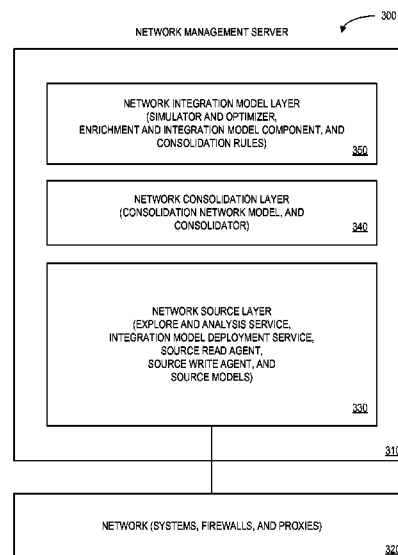 300
NETWORK MANAGEMENT SERVER
NETWORK INTEGRATION MODEL LAYER
(SIMULATOR AND OPTIMIZER,
ENRICHMENT AND INTEGRATION MODEL COMPONENT, AND
CONSOLIDATION RULES)
350
NETWORK CONSOLIDATION LAYER
(CONSOLIDATION NETWORK MODEL, AND
CONSOLIDATOR)
340
NETWORK SOURCE LAYER
(EXPLORE AND ANALYSIS SERVICE,
INTEGRATION MODEL DEPLOYMENT SERVICE,
SOURCE READ AGENT,
SOURCE WRITE AGENT, AND
SOURCE MODELS)
330
310
NETWORK (SYSTEMS, FIREWALLS, AND PROXIES)
320